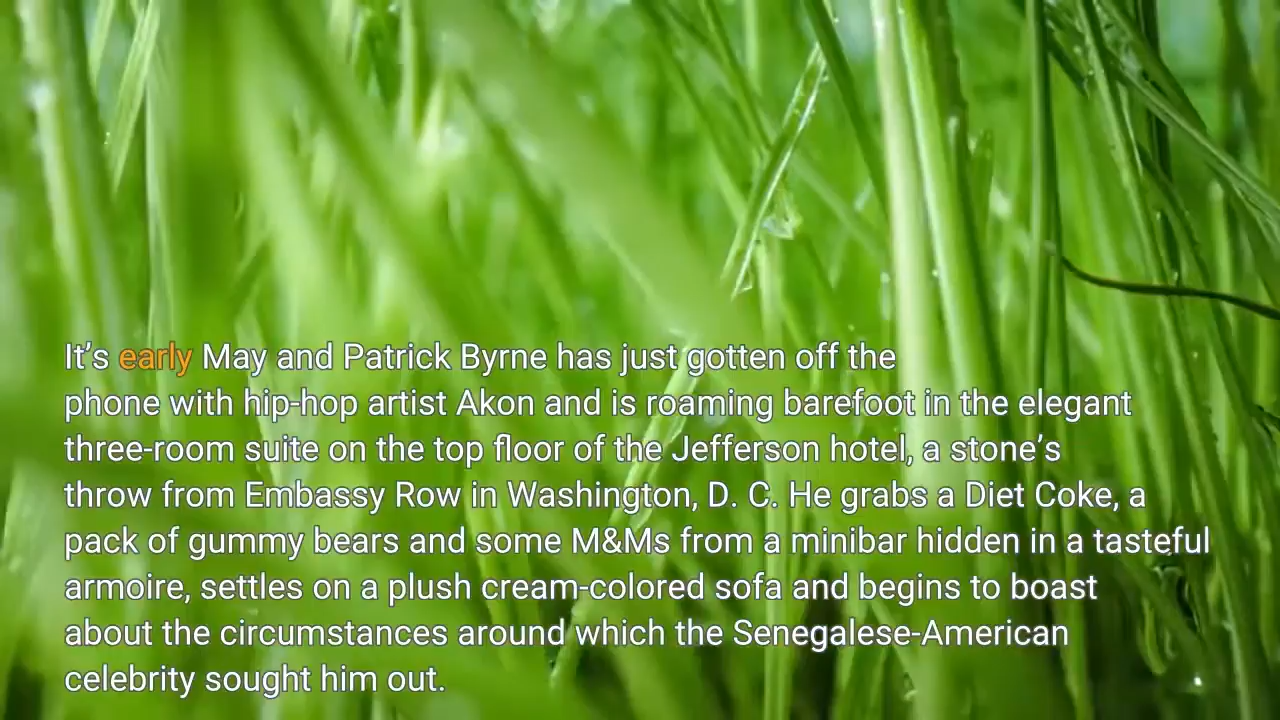 It’s early May and Patrick Byrne has just gotten off the
phone with hip-hop artist Akon and is roaming barefoot in the elegant
three-room suite on the top floor of the Jefferson hotel, a stone’s
throw from Embassy Row in Washington, D. C. He grabs a Diet Coke, a
pack of gummy bears and some M&Ms from a minibar hidden in a tasteful
armoire, settles on a plush cream-colored sofa and begins to boast
about the circumstances around which the Senegalese-American
celebrity sought him out.